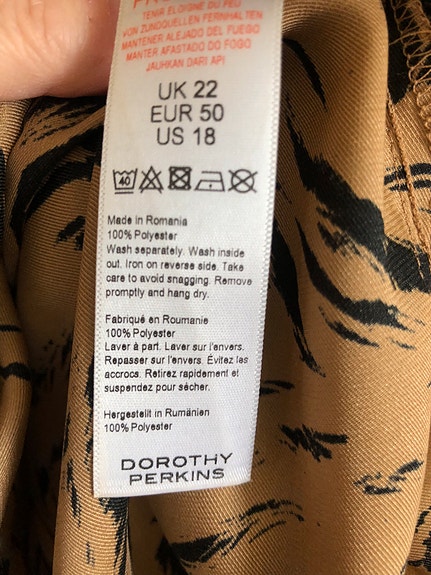 TENIR ÉLOIGNÉ DU FEU
VON ZUNDQUELLEN FERNHALTEN
MANTENER ALEJADO DEL FUEGO
MANTER AFASTADO DO FOGO
JAUHKAN DARI API
UK 22
EUR 50
US 18
40
Made in Romania
100% Polyester
Wash separately. Wash inside
out. Iron on reverse side. Take
care to avoid snagging. Remove
promptly and hang dry.
Fabriqué en Roumanie
100% Polyester
Laver à part. Laver sur l'envers.
Repasser sur l'envers. Évitez les
accrocs. Retirez rapidement et
suspendez pour sécher.
Hergestellt in Rumänien
100% Polyester
DOROTHY
PERKINS